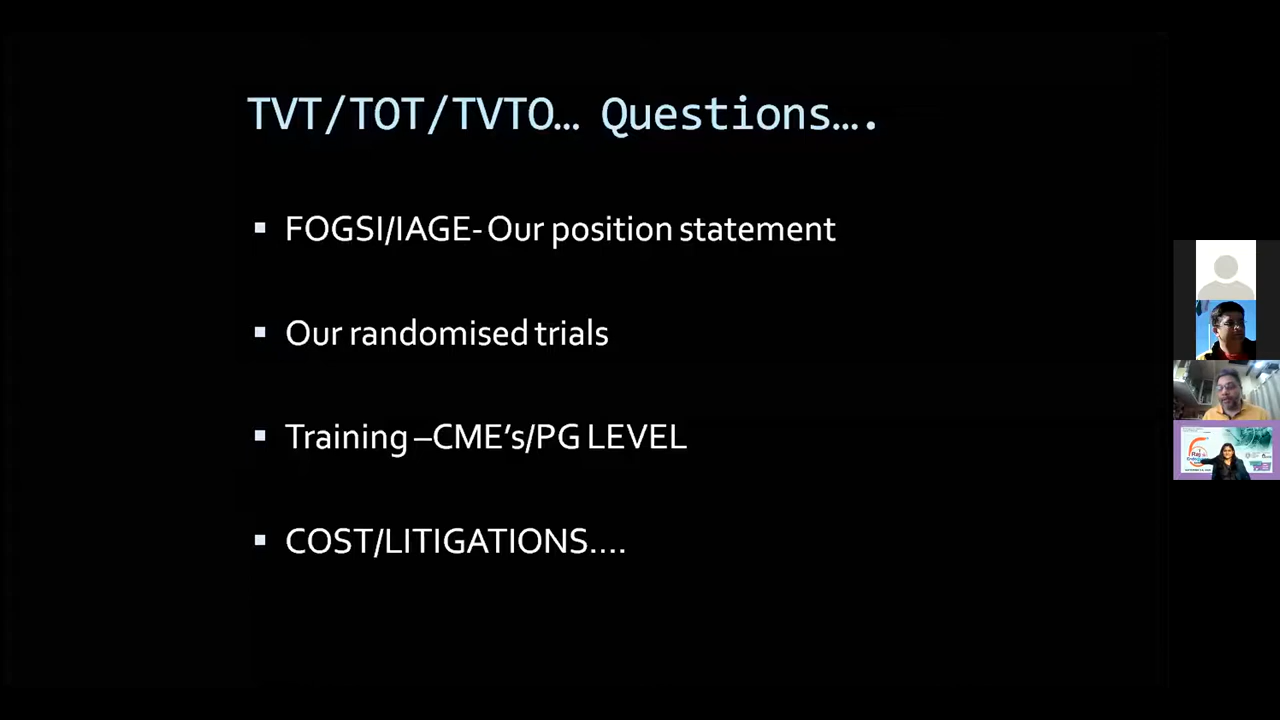 TVT/TOT/TVTO… Questions….
▪ FOGSI/IAGE- Our position statement
▪ Our randomised trials
▪ Training –CME’s/PG LEVEL
▪ COST/LITIGATIONS….